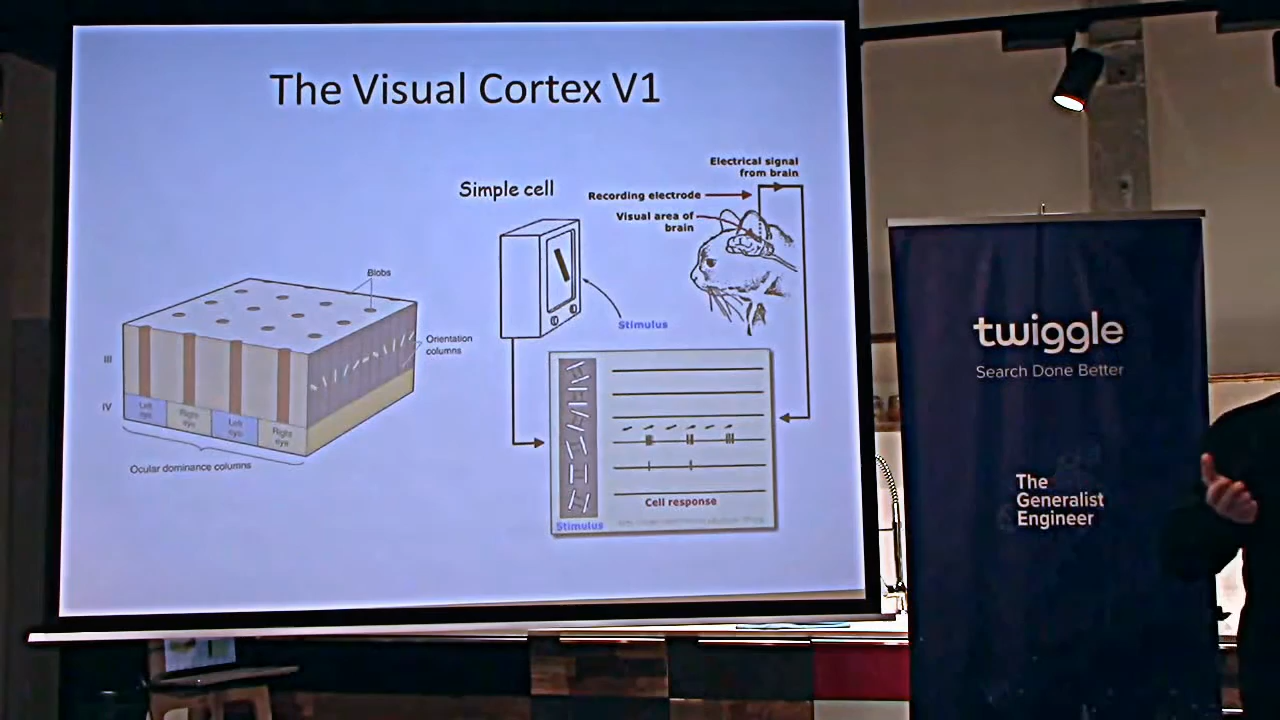 The Visual Cortex V1
Electrical signal
from brain
Simple cell
Recording electrode
Visual area of
brain
Blobs
Stimulus
Orientation
columns
III
IV
Left
eye
Right
eye
Left
eye
Right
eye
Ocular dominance columns
Cell response
Stimulus
twiggle
Search Done Better
The
Generalist
Engineer